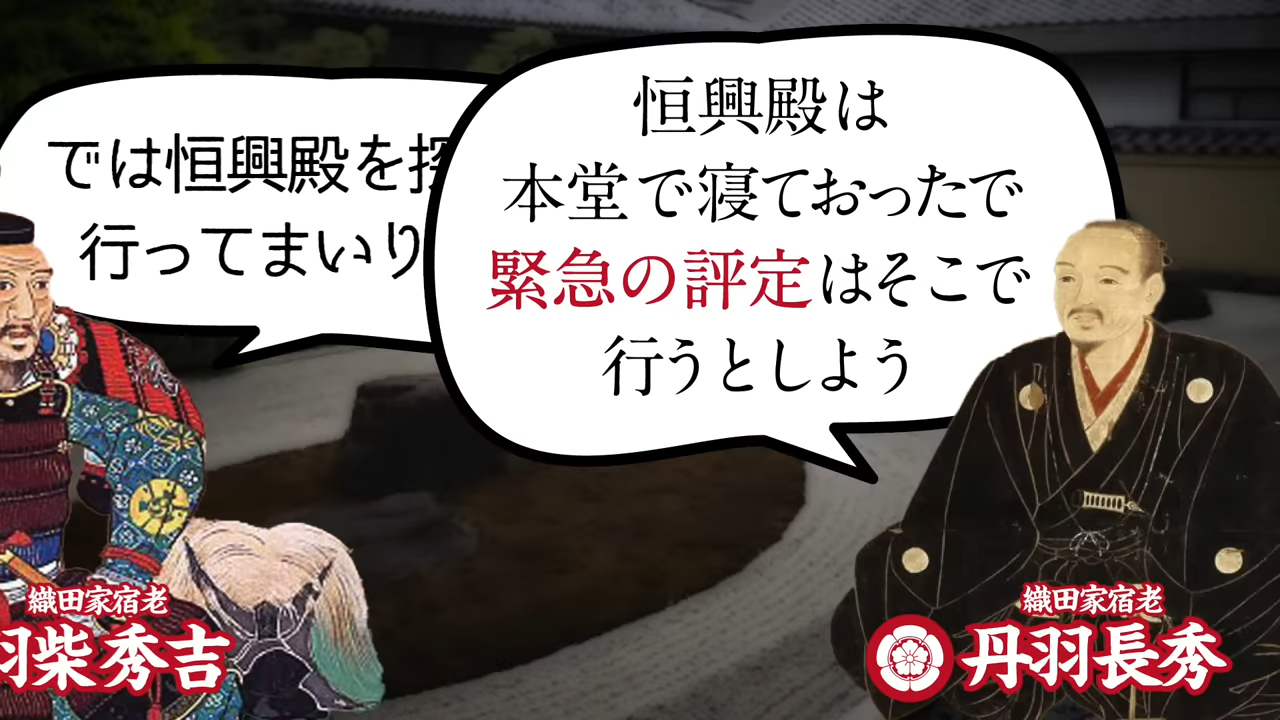 では恒興殿を
行ってまいり
恒興殿は
本堂で寝ておったで
緊急の評定はそこで
行うとしよう
織田家宿老
羽柴秀吉
織田家宿老
丹羽長秀